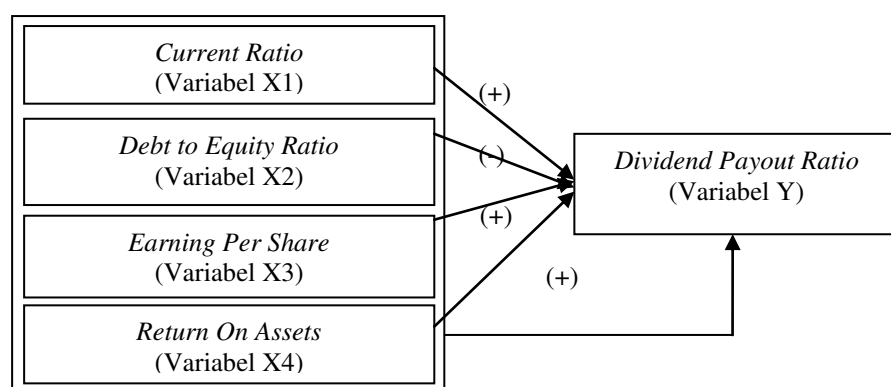 Current Ratio
(Variabel X1)
(+)
Debt to Equity Ratio
(Variabel X2)
(-)
Dividend Payout Ratio
(Variabel Y)
Earning Per Share
(Variabel X3)
(+)
(+)
Return On Assets
(Variabel X4)